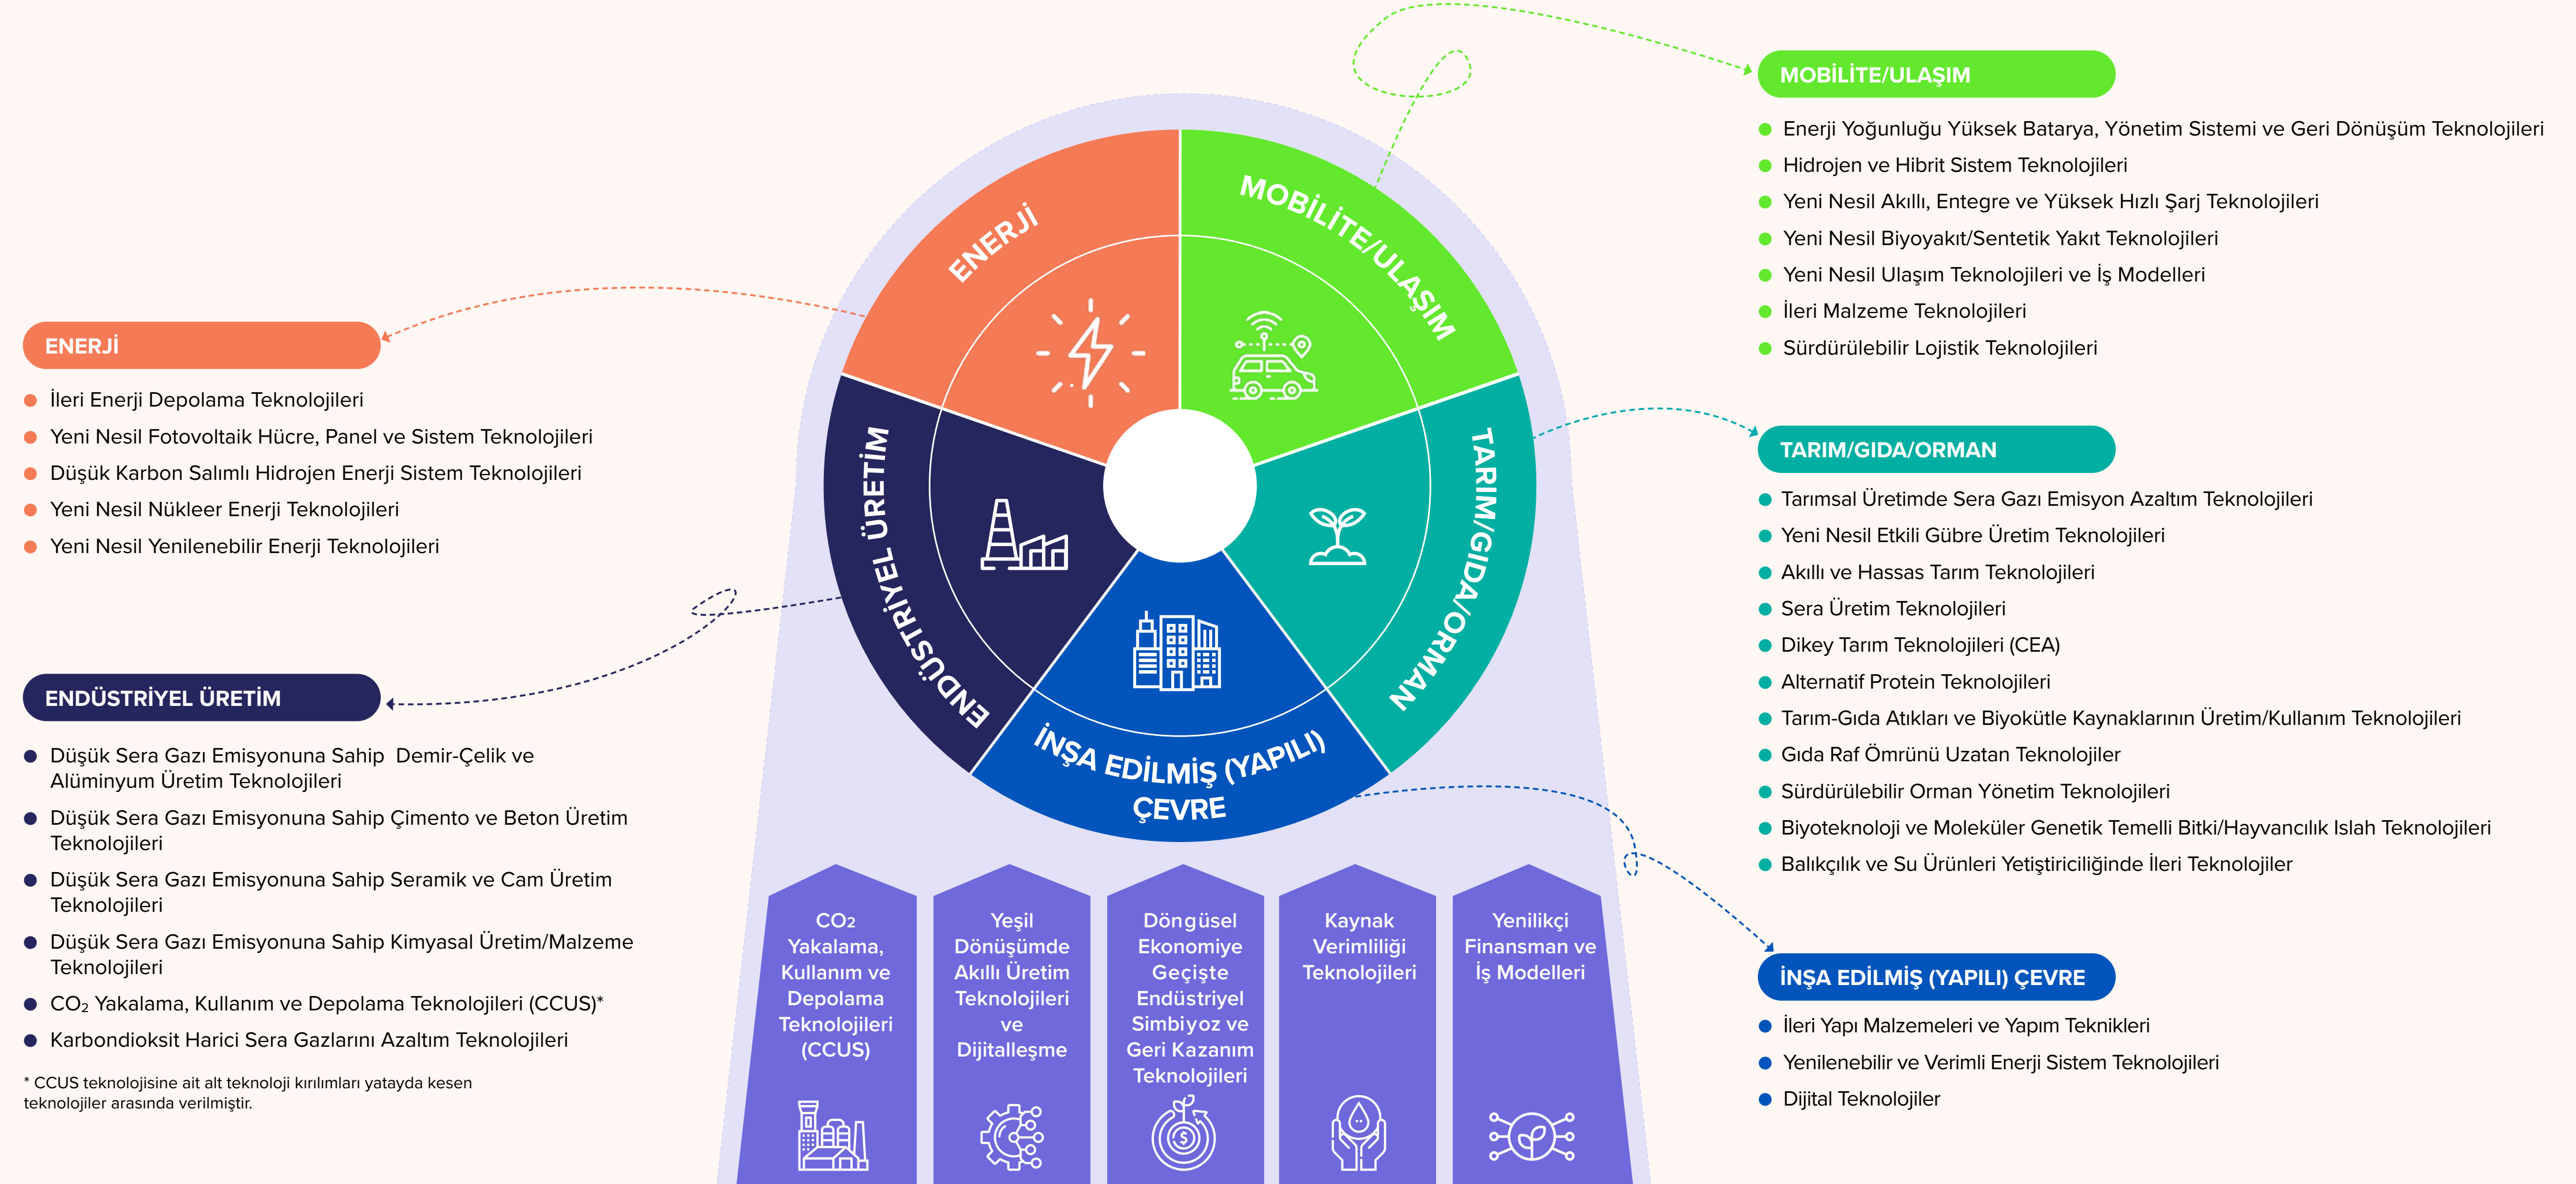 MOBİLİTE/ULAŞIM
Enerji Yoğunluğu Yüksek Batarya, Yönetim Sistemi ve Geri Dönüşüm Teknolojileri
Hidrojen ve Hibrit Sistem Teknolojileri
Yeni Nesil Akıllı, Entegre ve Yüksek Hızlı Şarj Teknolojileri
Yeni Nesil Biyoyakıt/Sentetik Yakıt Teknolojileri
Yeni Nesil Ulaşım Teknolojileri ve İş Modelleri
İleri Malzeme Teknolojileri
Sürdürülebilir Lojistik Teknolojileri
ENERJİ
MOBİLİTE/ULAŞIM
TARIM/GIDA/ORMAN
İNŞA EDİLMİŞ (YAPILI)
ÇEVRE
ENDÜSTRİYEL ÜRETİM
ENERJİ
İleri Enerji Depolama Teknolojileri
Yeni Nesil Fotovoltaik Hücre, Panel ve Sistem Teknolojileri
Düşük Karbon Salımlı Hidrojen Enerji Sistem Teknolojileri
Yeni Nesil Nükleer Enerji Teknolojileri
Yeni Nesil Yenilenebilir Enerji Teknolojileri
TARIM/GIDA/ORMAN
Tarımsal Üretimde Sera Gazı Emisyon Azaltım Teknolojileri
Yeni Nesil Etkili Gübre Üretim Teknolojileri
Akıllı ve Hassas Tarım Teknolojileri
Sera Üretim Teknolojileri
Dikey Tarım Teknolojileri (CEA)
Alternatif Protein Teknolojileri
Tarım-Gıda Atıkları ve Biyokütle Kaynaklarının Üretim/Kullanım Teknolojileri
Gıda Raf Ömrünü Uzatan Teknolojiler
Sürdürülebilir Orman Yönetim Teknolojileri
Biyoteknoloji ve Moleküler Genetik Temelli Bitki/Hayvancılık Islah Teknolojileri
Balıkçılık ve Su Ürünleri Yetiştiriciliğinde İleri Teknolojiler
ENDÜSTRİYEL ÜRETİM
Düşük Sera Gazı Emisyonuna Sahip Demir-Çelik ve
Alüminyum Üretim Teknolojileri
Düşük Sera Gazı Emisyonuna Sahip Çimento ve Beton Üretim
Teknolojileri
Düşük Sera Gazı Emisyonuna Sahip Seramik ve Cam Üretim
Teknolojileri
Düşük Sera Gazı Emisyonuna Sahip Kimyasal Üretim/Malzeme
Teknolojileri
CO₂ Yakalama, Kullanım ve Depolama Teknolojileri (CCUS)*
Karbondioksit Harici Sera Gazlarını Azaltım Teknolojileri
* CCUS teknolojisine ait alt teknoloji kırılımları yatayda kesen
teknolojiler arasında verilmiştir.
CO₂
Yakalama,
Kullanım ve
Depolama
Teknolojileri
(CCUS)
Yeşil
Dönüşümde
Akıllı Üretim
Teknolojileri
ve
Dijitalleşme
Döngüsel
Ekonomiye
Geçişte
Endüstriyel
Simbiyoz ve
Geri Kazanım
Teknolojileri
$
Kaynak
Verimliliği
Teknolojileri
Yenilikçi
Finansman ve
İş Modelleri
İNŞA EDİLMİŞ (YAPILI) ÇEVRE
İleri Yapı Malzemeleri ve Yapım Teknikleri
Yenilenebilir ve Verimli Enerji Sistem Teknolojileri
Dijital Teknolojiler